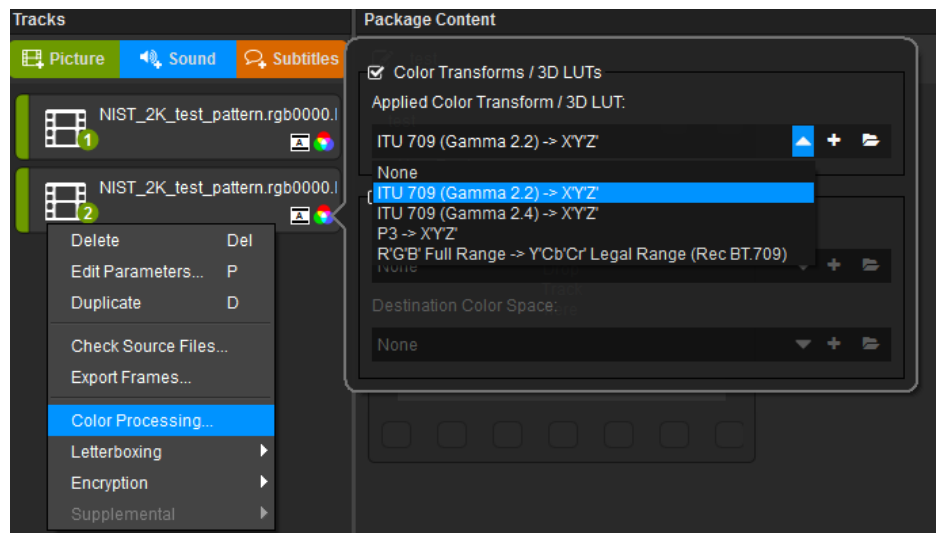 Tracks
Package Content
Picture
Sound
Subtitles
NIST_2K_test_pattern.rgb0000.
1
NIST_2K_test_pattern.rgb0000.
2
Delete Del
Edit Parameters... P
Duplicate D
Check Source Files...
Export Frames...
Color Processing...
Letterboxing
Encryption
Supplemental
Color Transforms / 3D LUTs
Applied Color Transform / 3D LUT:
ITU 709 (Gamma 2.2) -> X'Y'Z'
None
ITU 709 (Gamma 2.2) -> X'Y'Z'
ITU 709 (Gamma 2.4) -> X'Y'Z'
P3 -> X'Y'Z'
R'G'B' Full Range -> Y'Cb'Cr' Legal Range (Rec BT.709)
None
Destination Color Space:
None